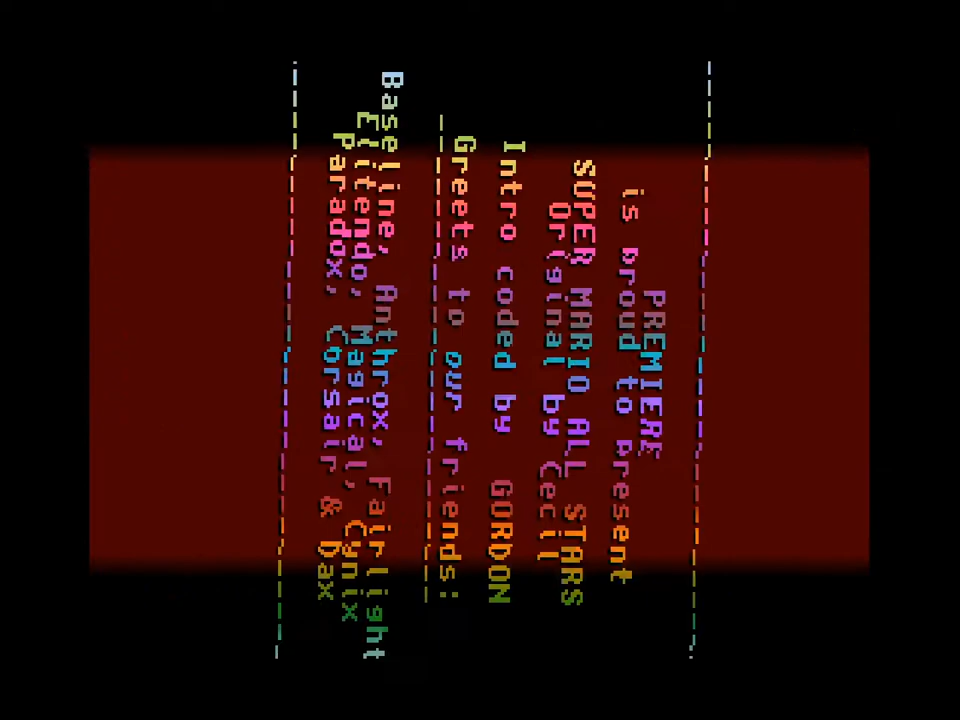 PREMIERE
is proud to present
SUPER MARIO ALL STARS
Original by Cecil
Intro coded by GORDON
Greets to our friends:
Baseline, Anthrox, Fairlight
Elitendo, Magical, Cynix
Paradox, Corsair & Dax